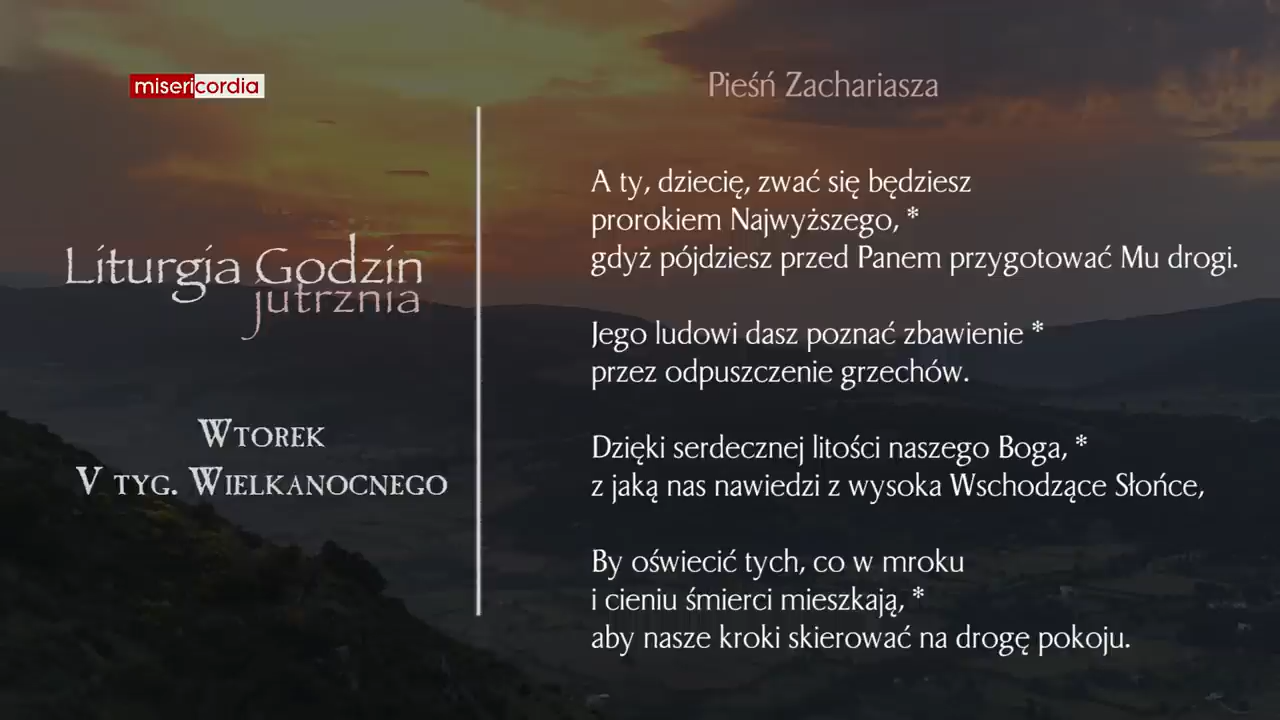 misericordia
Liturgia Godzin
jutrznia
Wtorek
V tyg. Wielkanocnego
Pieśń Zachariasza
A ty, dziecię, zwać się będziesz
prorokiem Najwyższego, *
gdyż pójdziesz przed Panem przygotować Mu drogi.
Jego ludowi dasz poznać zbawienie *
przez odpuszczenie grzechów.
Dzięki serdecznej litości naszego Boga, *
z jaką nas nawiedzi z wysoka Wschodzące Słońce,
By oświecić tych, co w mroku
i cieniu śmierci mieszkają, *
aby nasze kroki skierować na drogę pokoju.